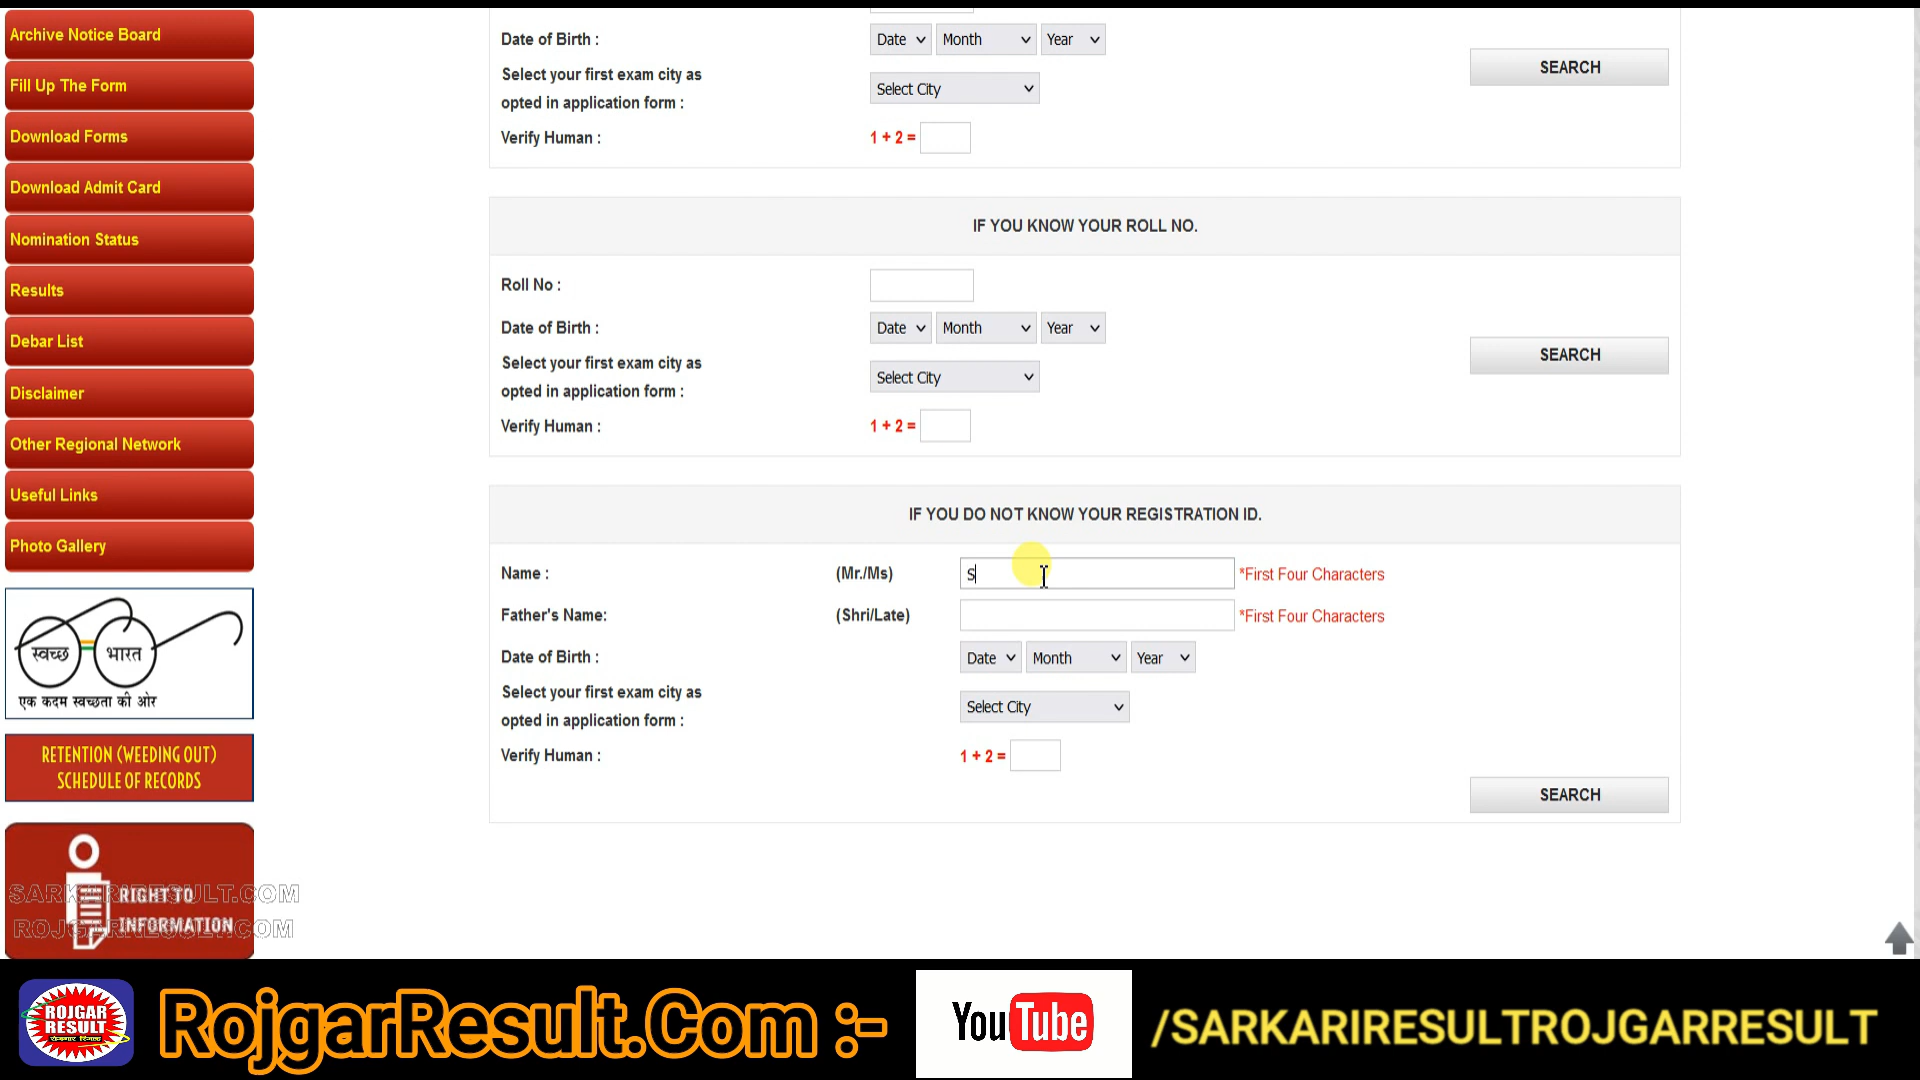 Archive Notice Board
Fill Up The Form
Download Forms
Download Admit Card
Nomination Status
Results
Debar List
Disclaimer
Other Regional Network
Useful Links
Photo Gallery
स्वच्छ भारत
एक कदम स्वच्छता की ओर
RETENTION (WEEDING OUT)
SCHEDULE OF RECORDS
RIGHT TO
INFORMATION
SARKARIRESULT.COM
ROJGARRESULT.COM
Date of Birth : Date Month Year
Select your first exam city as
opted in application form : Select City
SEARCH
Verify Human : 1 + 2 =
IF YOU KNOW YOUR ROLL NO.
Roll No :
Date of Birth : Date Month Year
Select your first exam city as
opted in application form : Select City
SEARCH
Verify Human : 1 + 2 =
IF YOU DO NOT KNOW YOUR REGISTRATION ID.
Name : (Mr./Ms) S *First Four Characters
Father's Name: (Shri/Late) *First Four Characters
Date of Birth : Date Month Year
Select your first exam city as
opted in application form : Select City
Verify Human : 1 + 2 =
SEARCH
ROJGAR
RESULT
रोजगार रिजल्ट
RojgarResult.Com :-
YouTube
/SARKARIRESULTROJGARRESULT